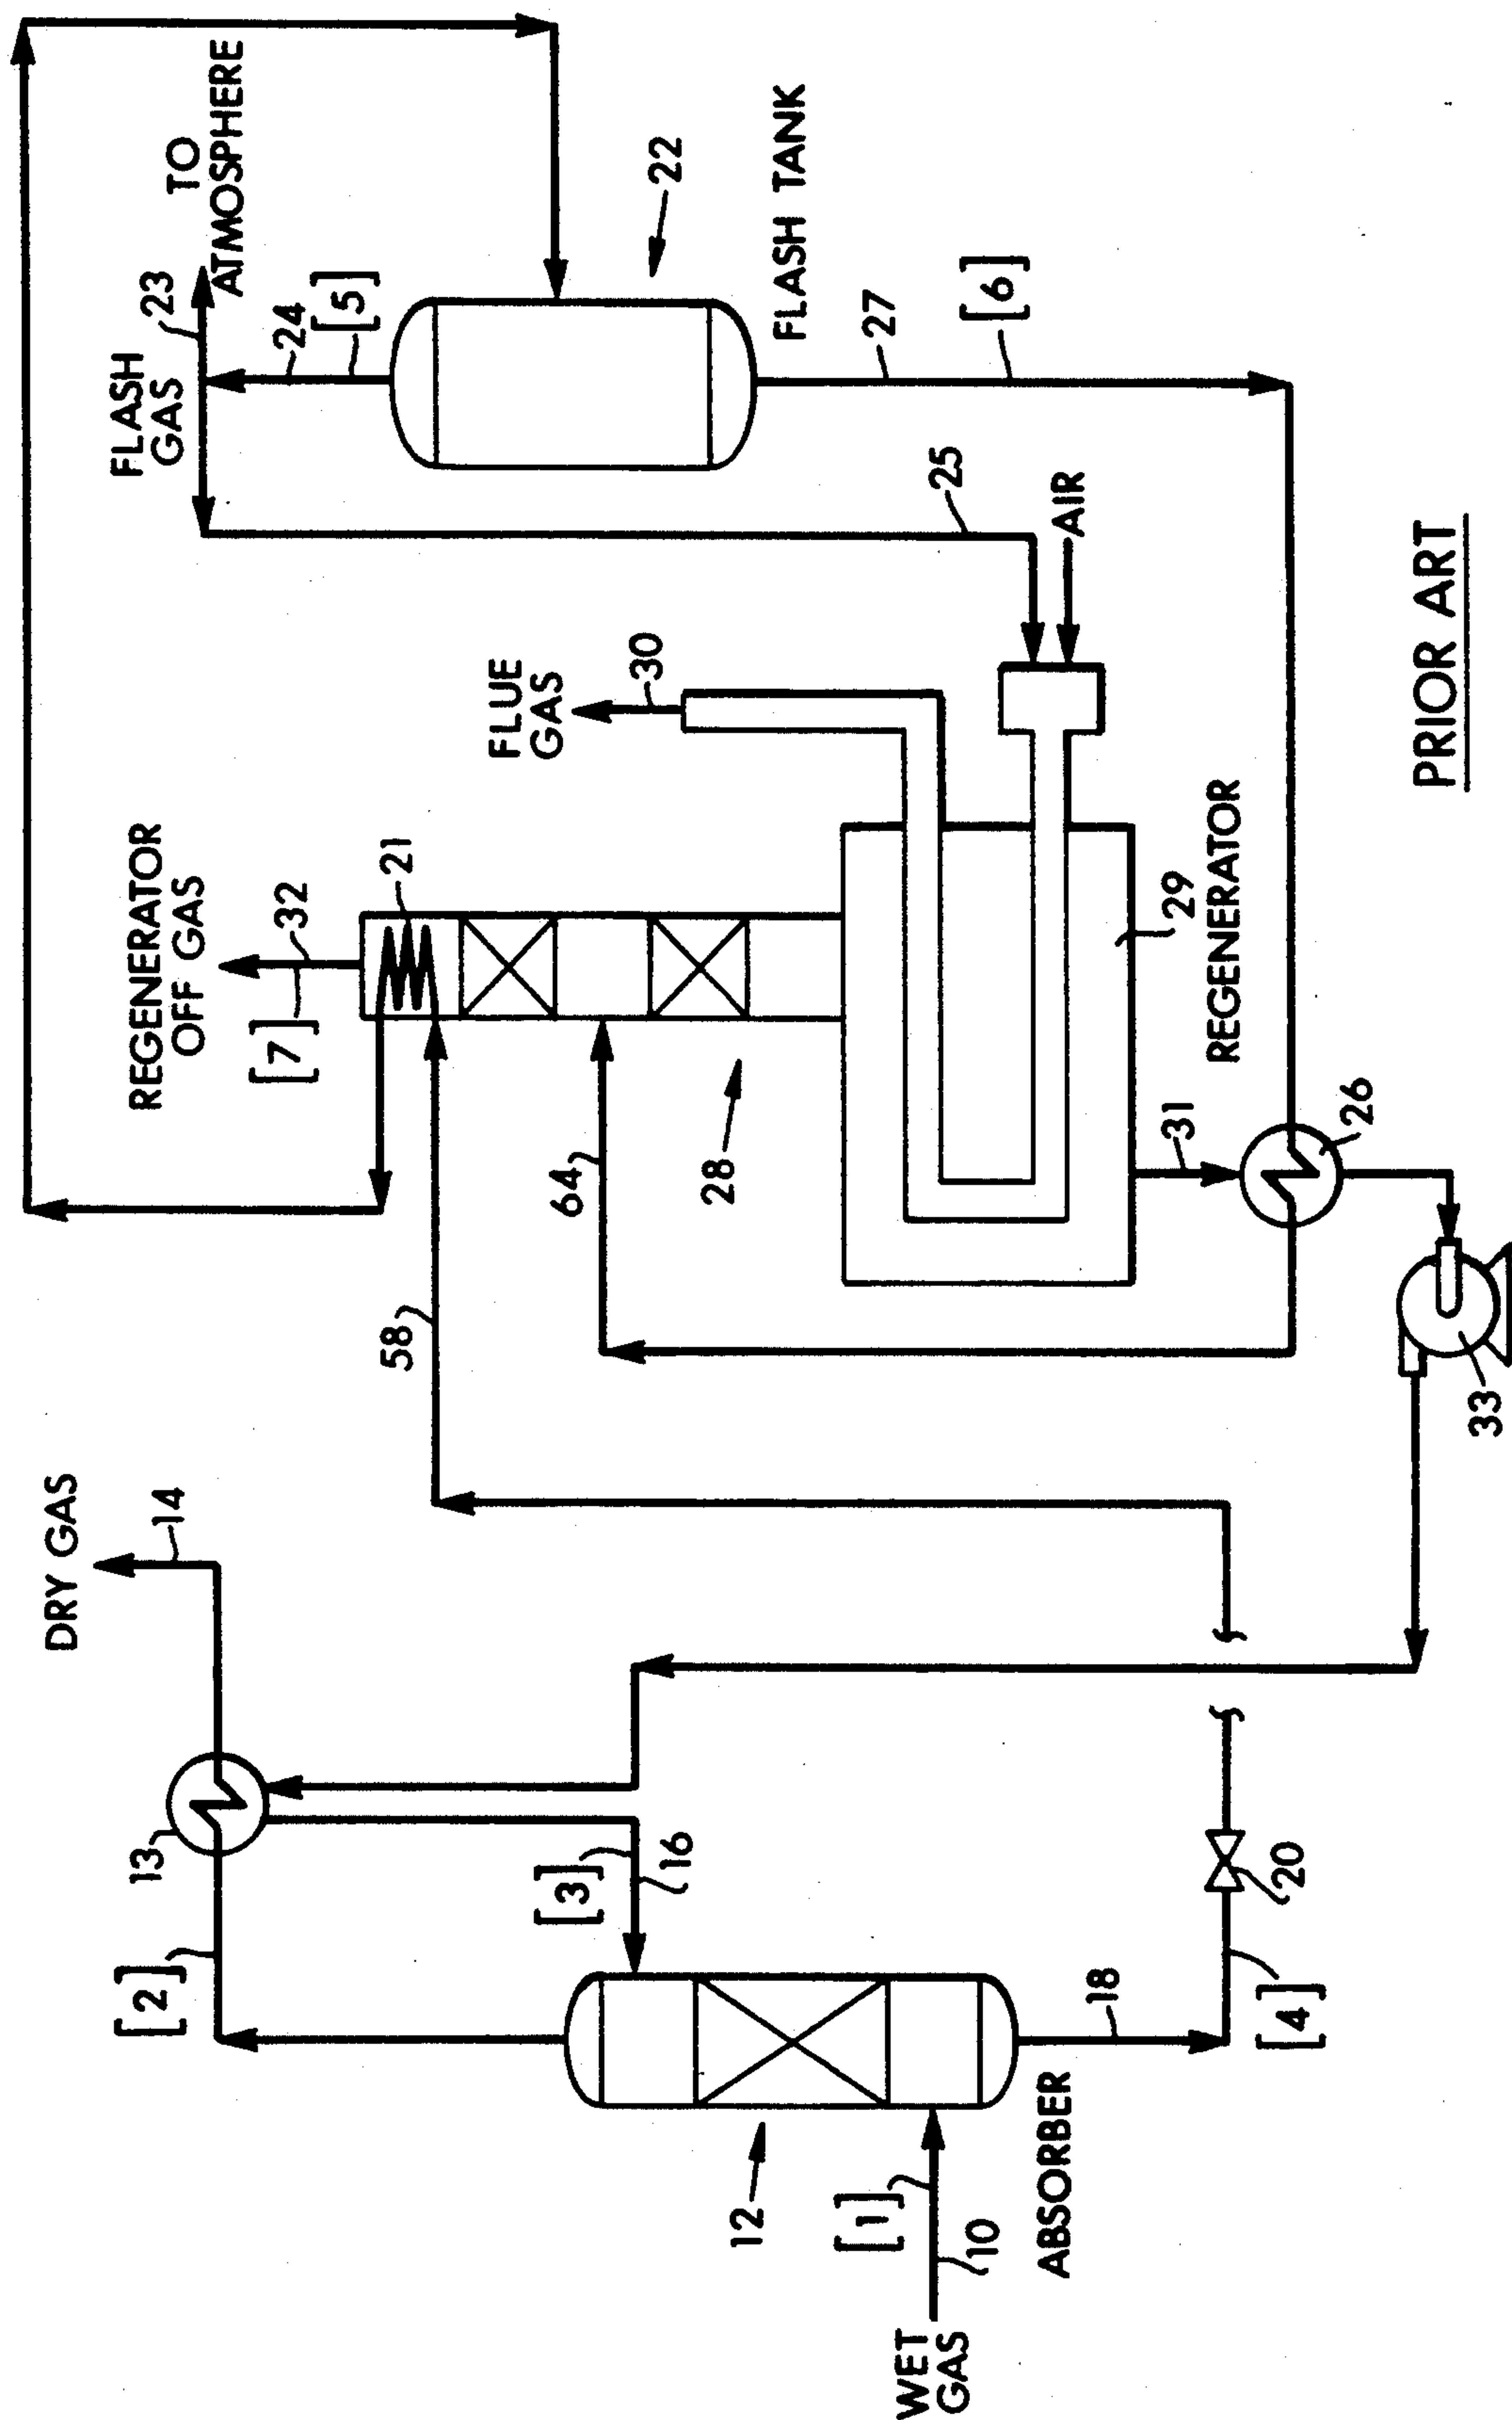 TO
ATMOSPHERE
FLASH
GAS
23
24
[5]
22
FLASH TANK
27
[6]
25
AIR
FLUE
GAS
30
REGENERATOR
OFF GAS
32
[7]
21
28
29
REGENERATOR
31
26
64
58
33
DRY GAS
14
13
[2]
[3]
16
12
[1]
10
WET
GAS
ABSORBER
18
20
[4]
PRIOR ART